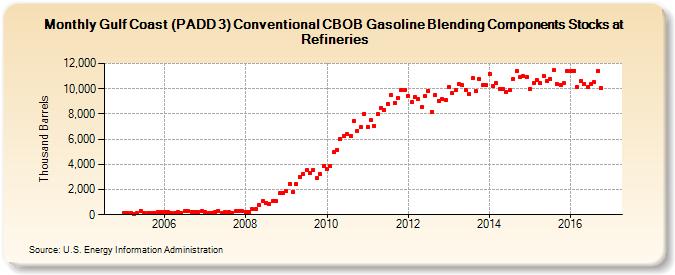 Monthly Gulf Coast (PADD 3) Conventional CBOB Gasoline Blending Components Stocks at
Refineries
Thousand Barrels
12,000
10,000
8,000
6,000
4,000
2,000
0
2006 2008 2010 2012 2014 2016
Source: U.S. Energy Information Administration